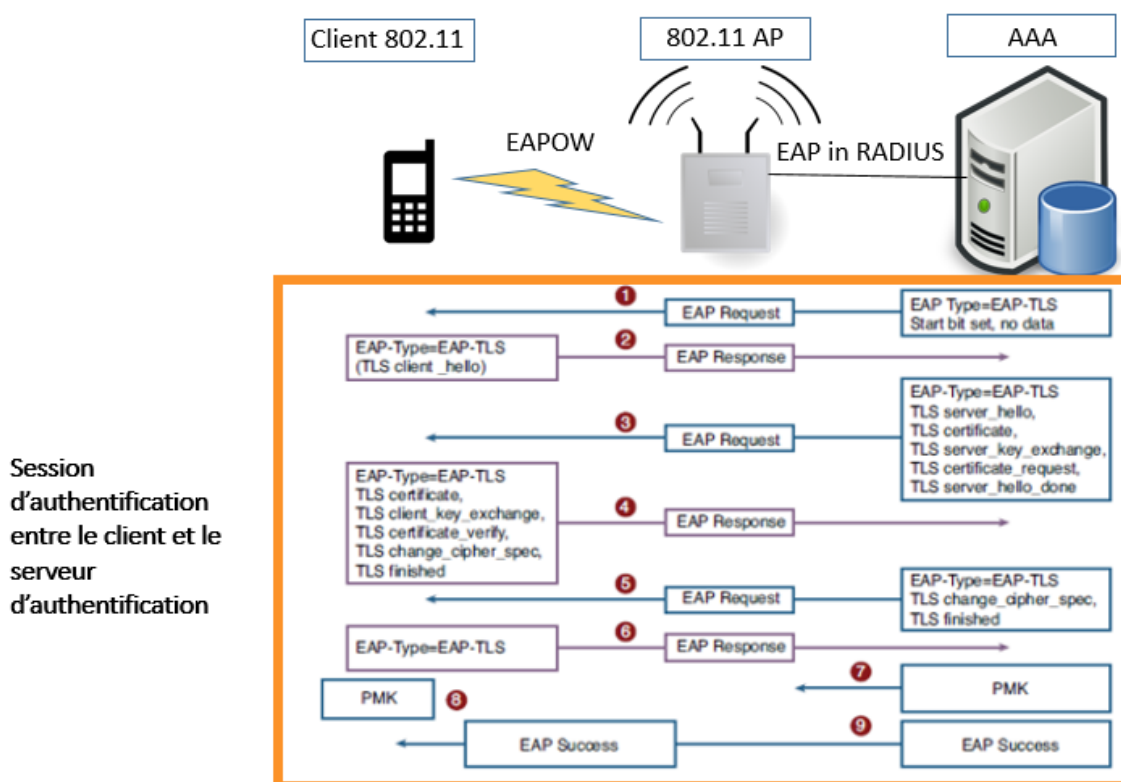 Client 802.11
802.11 AP
AAA
EAPOW
EAP in RADIUS
1
EAP Request
EAP Type=EAP-TLS
Start bit set, no data
EAP-Type=EAP-TLS
(TLS client _hello)
2
EAP Response
3
EAP Request
EAP-Type=EAP-TLS
TLS server_hello,
TLS certificate,
TLS server_key_exchange,
TLS certificate_request,
TLS server_hello_done
Session
d'authentification
entre le client et le
serveur
d'authentification
EAP-Type=EAP-TLS
TLS certificate,
TLS client_key_exchange,
TLS certificate_verify,
TLS change_cipher_spec,
TLS finished
4
EAP Response
5
EAP Request
EAP-Type=EAP-TLS
TLS change_cipher_spec,
TLS finished
EAP-Type=EAP-TLS
6
EAP Response
7
PMK
PMK
8
9
EAP Success
EAP Success